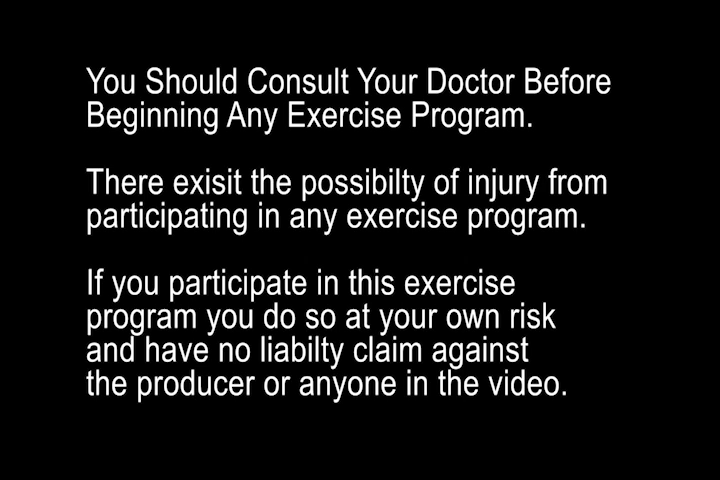 You Should Consult Your Doctor Before
Beginning Any Exercise Program.
There exisit the possibilty of injury from
participating in any exercise program.
If you participate in this exercise
program you do so at your own risk
and have no liabilty claim against
the producer or anyone in the video.